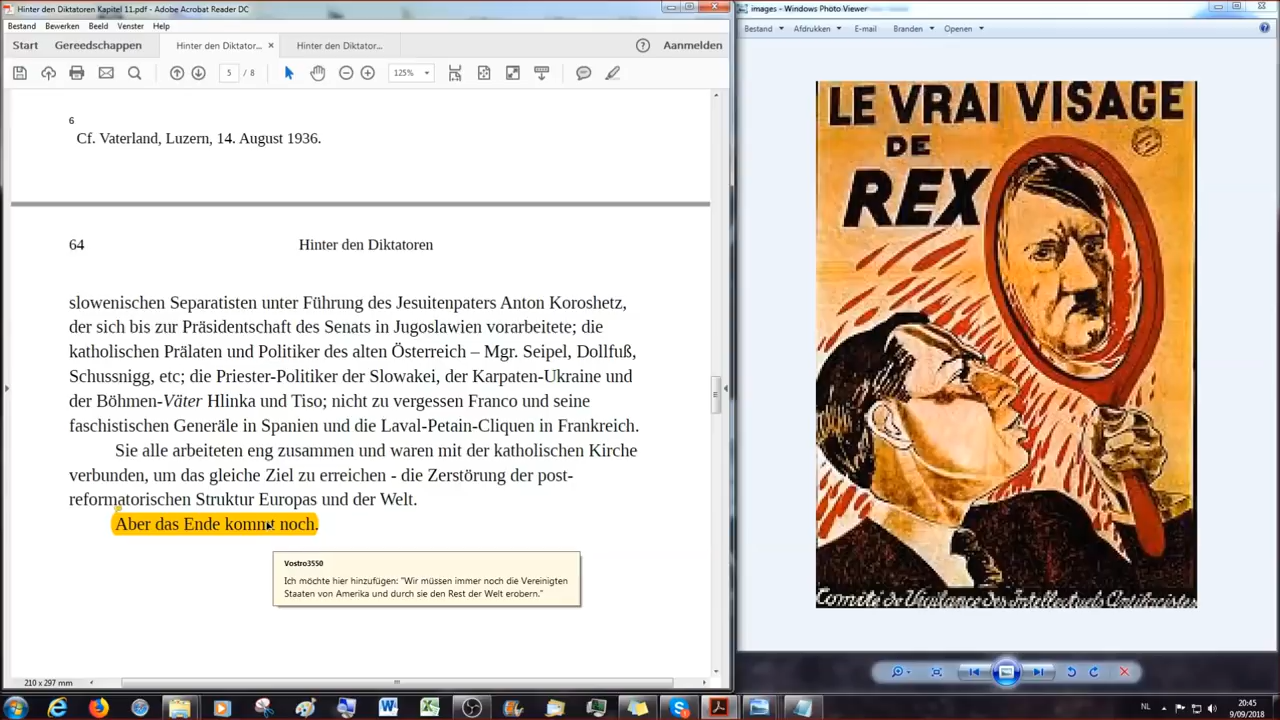 Hinter den Diktatoren Kapitel 11.pdf - Adobe Acrobat Reader DC
Bestand Bewerken Beeld Venster Help
Start Gereedschappen Hinter den Diktator... × Hinter den Diktator... Aanmelden
5 / 8 125%
6
Cf. Vaterland, Luzern, 14. August 1936.
64 Hinter den Diktatoren
slowenischen Separatisten unter Führung des Jesuitenpaters Anton Koroshetz,
der sich bis zur Präsidentschaft des Senats in Jugoslawien vorarbeitete; die
katholischen Prälaten und Politiker des alten Österreich – Mgr. Seipel, Dollfuß,
Schussnigg, etc; die Priester-Politiker der Slowakei, der Karpaten-Ukraine und
der Böhmen-Väter Hlinka und Tiso; nicht zu vergessen Franco und seine
faschistischen Generäle in Spanien und die Laval-Petain-Cliquen in Frankreich.
Sie alle arbeiteten eng zusammen und waren mit der katholischen Kirche
verbunden, um das gleiche Ziel zu erreichen - die Zerstörung der post-
reformatorischen Struktur Europas und der Welt.
Aber das Ende kommt noch.
Vostro3550
Ich möchte hier hinzufügen: "Wir müssen immer noch die Vereinigten
Staaten von Amerika und durch sie den Rest der Welt erobern."
210 x 297 mm
images - Windows Photo Viewer
Bestand Afdrukken E-mail Branden Openen
LE VRAI VISAGE
DE
REX
Comité de Vigilance des Intellectuels Antifascistes
NL 20:45
9/09/2018